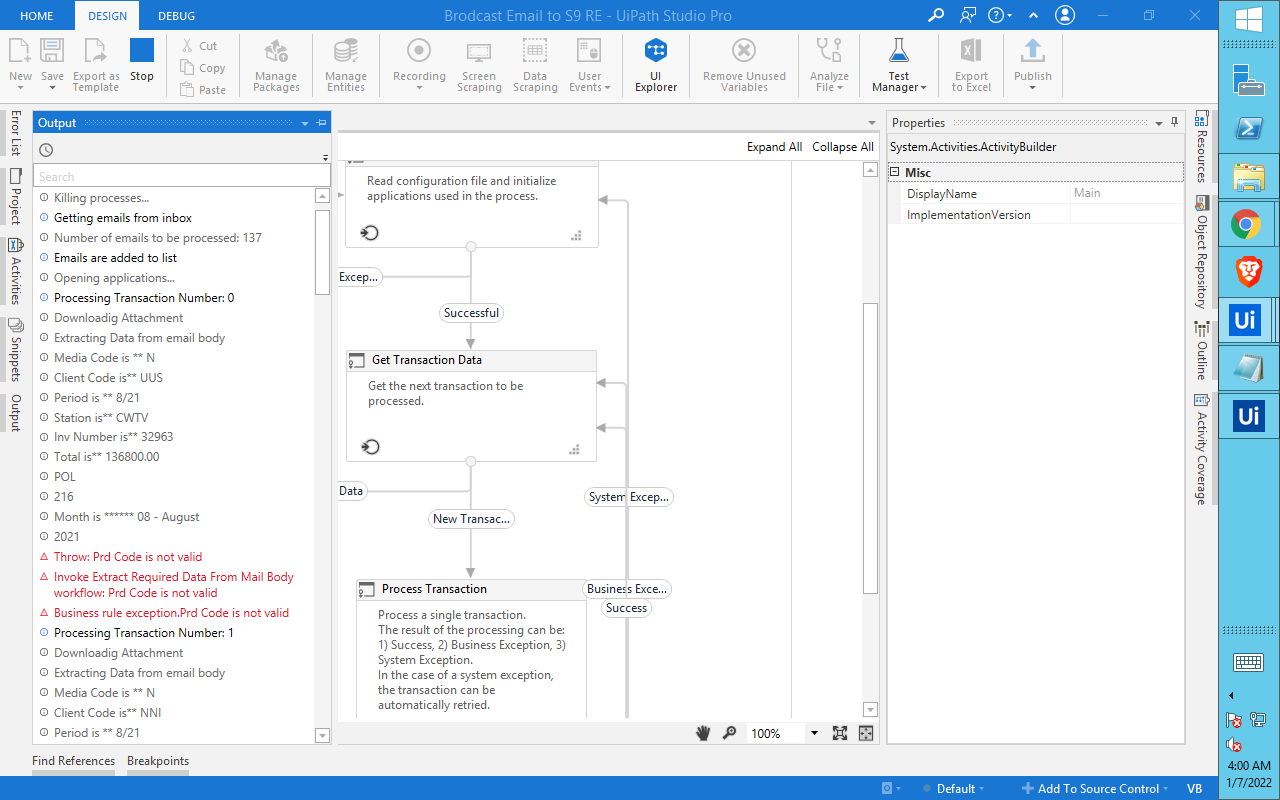 HOME
DESIGN
DEBUG
Brodcast Email to S9 RE - UiPath Studio Pro
New
Save
Export as Template
Stop
Cut
Copy
Paste
Manage Packages
Manage Entities
Recording
Screen Scraping
Data Scraping
User Events
UI Explorer
Remove Unused Variables
Analyze File
Test Manager
Export to Excel
Publish
Error List
Project
Activities
Snippets
Output
Output
Search
Killing processes...
Getting emails from inbox
Number of emails to be processed: 137
Emails are added to list
Opening applications...
Processing Transaction Number: 0
Downloadig Attachment
Extracting Data from email body
Media Code is ** N
Client Code is** UUS
Period is ** 8/21
Station is** CWTV
Inv Number is** 32963
Total is** 136800.00
POL
216
Month is ****** 08 - August
2021
Throw: Prd Code is not valid
Invoke Extract Required Data From Mail Body
workflow: Prd Code is not valid
Business rule exception.Prd Code is not valid
Processing Transaction Number: 1
Downloadig Attachment
Extracting Data from email body
Media Code is ** N
Client Code is** NNI
Period is ** 8/21
Expand All
Collapse All
Read configuration file and initialize
applications used in the process.
Excep...
Successful
Get Transaction Data
Get the next transaction to be
processed.
Data
System Excep...
New Transac...
Process Transaction
Business Exce...
Success
Process a single transaction.
The result of the processing can be:
1) Success, 2) Business Exception, 3)
System Exception.
In the case of a system exception,
the transaction can be
automatically retried.
100%
Properties
System.Activities.ActivityBuilder
Misc
DisplayName
Main
ImplementationVersion
Resources
Object Repository
Outline
Activity Coverage
Ui
Ui
Find References
Breakpoints
Default
Add To Source Control
VB
4:00 AM
1/7/2022